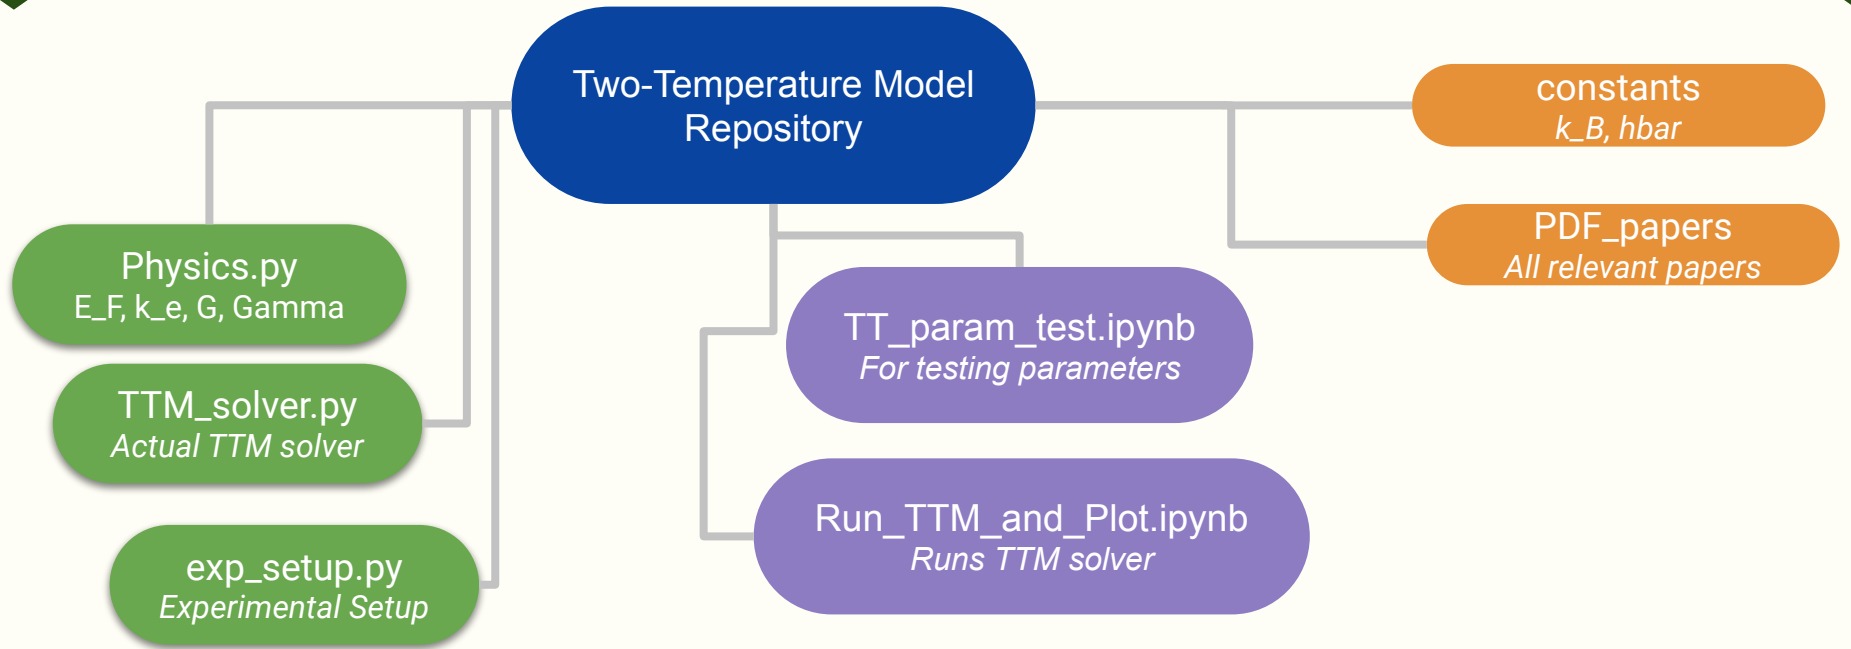 Two-Temperature Model
Repository
constants
k_B, hbar
PDF_papers
All relevant papers
Physics.py
E_F, k_e, G, Gamma
TTM_solver.py
Actual TTM solver
exp_setup.py
Experimental Setup
TT_param_test.ipynb
For testing parameters
Run_TTM_and_Plot.ipynb
Runs TTM solver